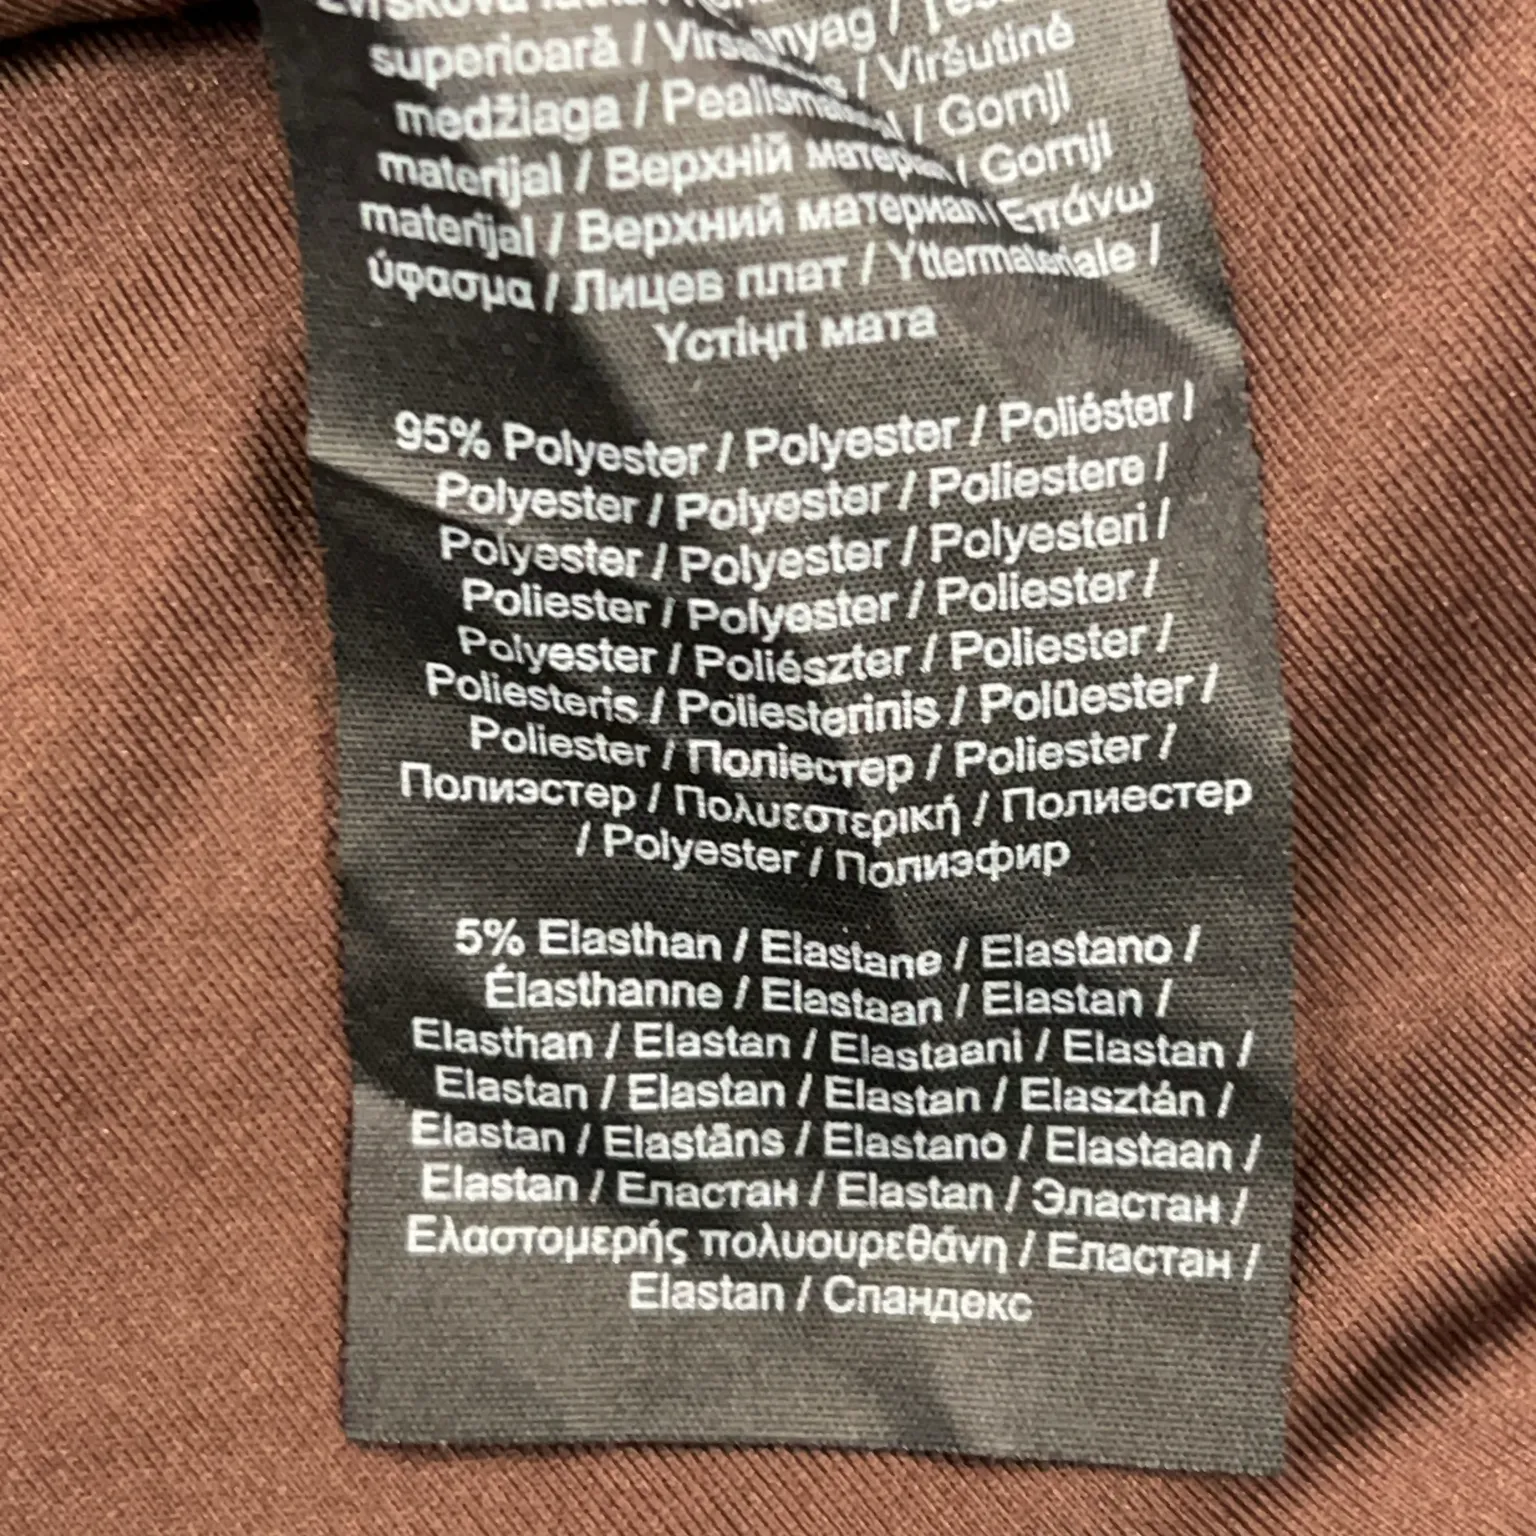 superioară / Virsanyag /
medžiaga / Pealismaterjal / Viršutinė
materijal / Верхній материал / Gornji
materijal / Верхний материал / Επάνω
ύφασμα / Лицев плат / Yttermateriale /
Үстіңгі мата
95% Polyester / Polyester / Poliéster /
Polyester / Polyester / Poliestere /
Polyester / Polyester / Polyesteri /
Poliester / Polyester / Poliester /
Polyester / Poliészter / Poliester /
Poliesteris / Poliesterinis / Polüester /
Poliester / Поліестер / Poliester /
Полиэстер / Πολυεστερική / Полиестер
/ Polyester / Полиэфир
5% Elasthan / Elastane / Elastano /
Élasthanne / Elastaan / Elastan /
Elasthan / Elastan / Elastaani / Elastan /
Elastan / Elastan / Elastan / Elasztán /
Elastan / Elastāns / Elastano / Elastaan /
Elastan / Еластан / Elastan / Эластан /
Ελαστομερής πολυουρεθάνη / Еластан /
Elastan / Спандекс